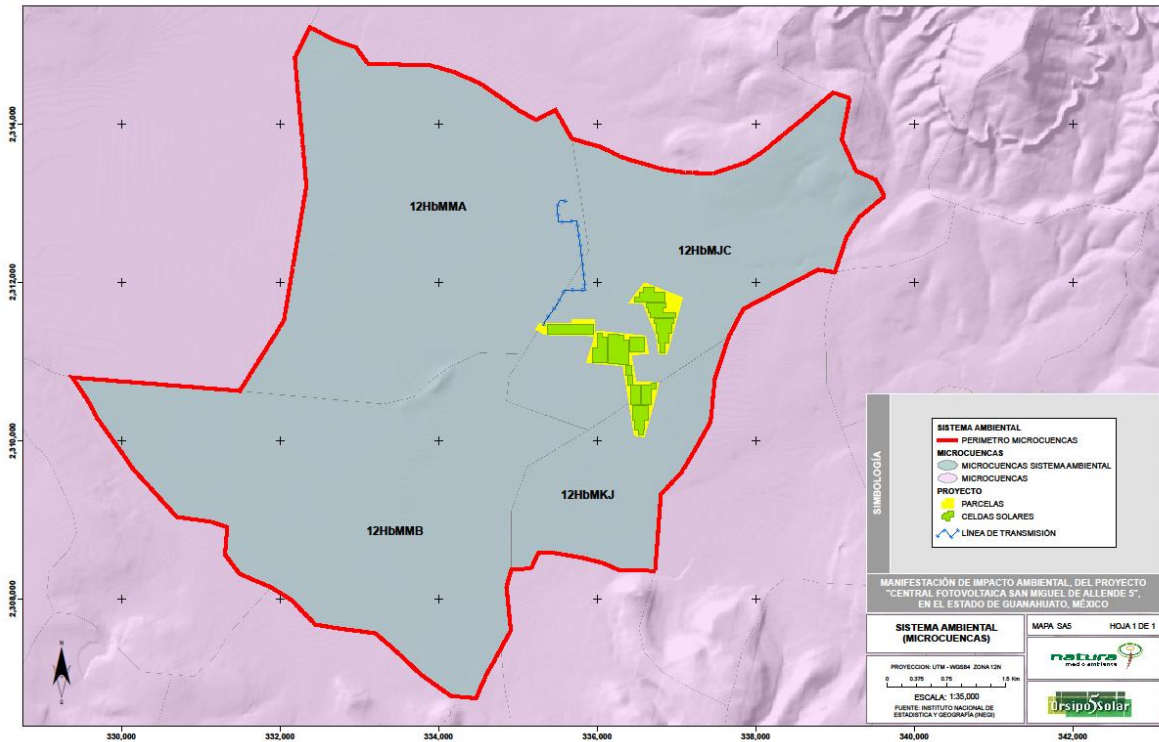 2,314,000
2,312,000
2,310,000
2,308,000
12HbMMA
12HbMJC
12HbMKJ
12HbMMB
SIMBOLOGÍA
SISTEMA AMBIENTAL
PERIMETRO MICROCUENCAS
MICROCUENCAS
MICROCUENCAS SISTEMA AMBIENTAL
MICROCUENCAS
PROYECTO
PARCELAS
CELDAS SOLARES
LÍNEA DE TRANSMISIÓN
MANIFESTACIÓN DE IMPACTO AMBIENTAL, DEL PROYECTO
"CENTRAL FOTOVOLTAICA SAN MIGUEL DE ALLENDE 5",
EN EL ESTADO DE GUANAHUATO, MÉXICO
SISTEMA AMBIENTAL
(MICROCUENCAS)
MAPA SA5 HOJA 1 DE 1
PROYECCION: UTM - WGS84 ZONA 12N
0 0.375 0.75 1.5 Km
ESCALA: 1:35,000
FUENTE: INSTITUTO NACIONAL DE
ESTADISTICA Y GEOGRAFÍA (INEGI)
natura
medio ambiente
Ursipo 5 Solar
N
330,000 332,000 334,000 336,000 338,000 340,000 342,000